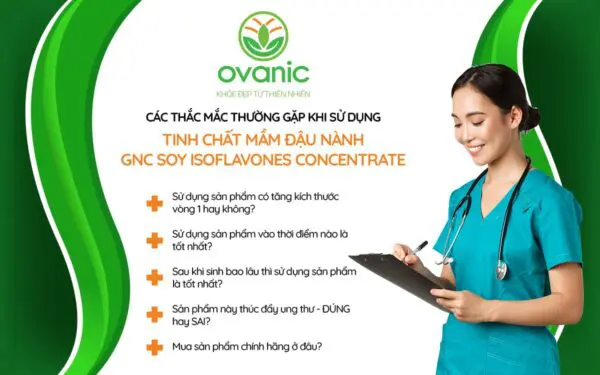 ovanic
KHỎE ĐẸP TỪ THIÊN NHIÊN
CÁC THẮC MẮC THƯỜNG GẶP KHI SỬ DỤNG
TINH CHẤT MẦM ĐẬU NÀNH
GNC SOY ISOFLAVONES CONCENTRATE
Sử dụng sản phẩm có tăng kích thước
vòng 1 hay không?
Sử dụng sản phẩm vào thời điểm nào là
tốt nhất?
Sau khi sinh bao lâu thì sử dụng sản phẩm
là tốt nhất?
Sản phẩm này thúc đẩy ung thư - ĐÚNG
hay SAI?
Mua sản phẩm chính hãng ở đâu?